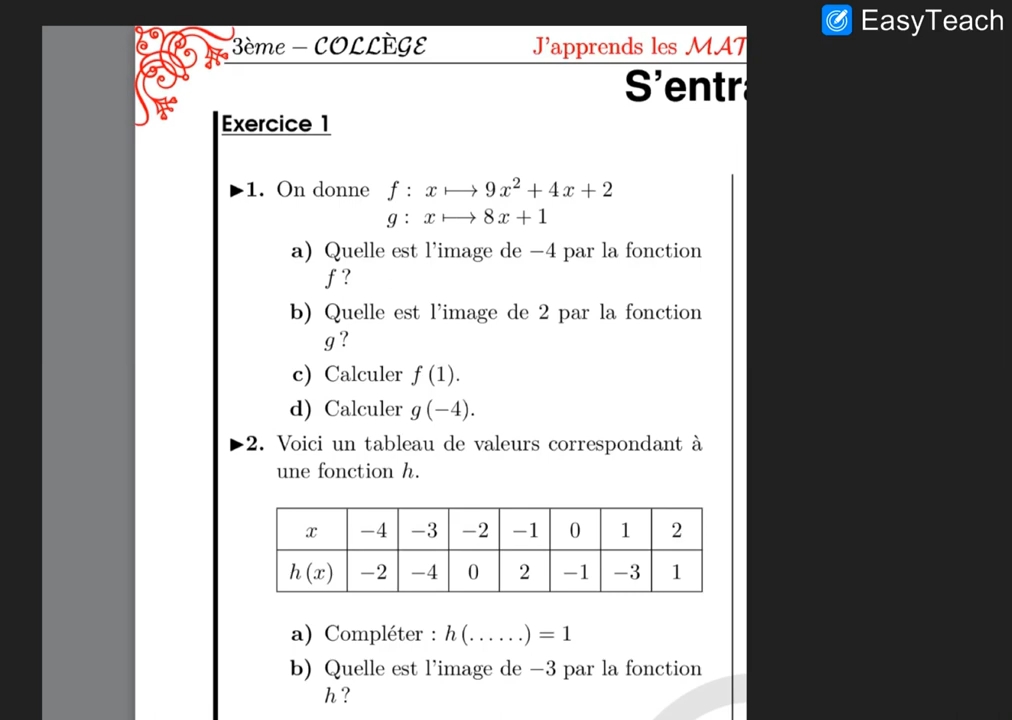 EasyTeach
3ème – COLLÈGE J'apprends les MAT
S'entr
Exercice 1
▶1. On donne f : x ⟼ 9x² + 4x + 2
g : x ⟼ 8x + 1
a) Quelle est l'image de −4 par la fonction
f ?
b) Quelle est l'image de 2 par la fonction
g ?
c) Calculer f (1).
d) Calculer g (−4).
▶2. Voici un tableau de valeurs correspondant à
une fonction h.
x −4 −3 −2 −1 0 1 2
h (x) −2 −4 0 2 −1 −3 1
a) Compléter : h (. . . . . .) = 1
b) Quelle est l'image de −3 par la fonction
h ?